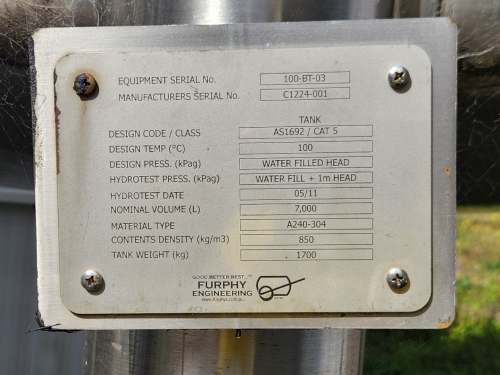 EQUIPMENT SERIAL No. 100-BT-03
MANUFACTURERS SERIAL No. C1224-001
TANK
DESIGN CODE / CLASS AS1692 / CAT 5
DESIGN TEMP (°C) 100
DESIGN PRESS. (kPag) WATER FILLED HEAD
HYDROTEST PRESS. (kPag) WATER FILL + 1m HEAD
HYDROTEST DATE 05/11
NOMINAL VOLUME (L) 7,000
MATERIAL TYPE A240-304
CONTENTS DENSITY (kg/m3) 850
TANK WEIGHT (kg) 1700
GOOD BETTER BEST
FURPHY
ENGINEERING